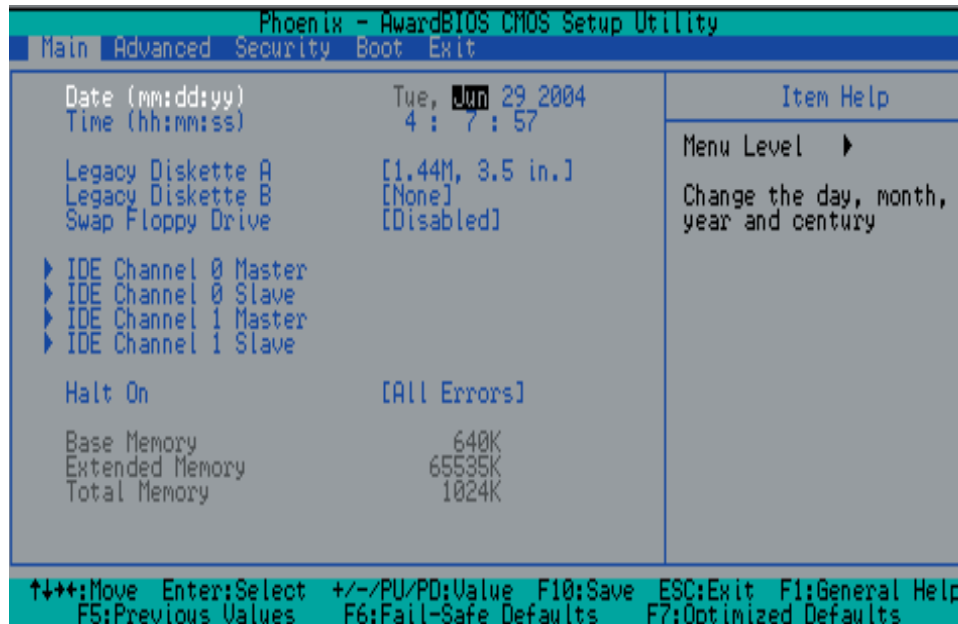 Phoenix - AwardBIOS CMOS Setup Utility
Main Advanced Security Boot Exit
Date (mm:dd:yy) Tue, Jun 29 2004
Time (hh:mm:ss) 4 : 7 : 57
Legacy Diskette A [1.44M, 3.5 in.]
Legacy Diskette B [None]
Swap Floppy Drive [Disabled]
IDE Channel 0 Master
IDE Channel 0 Slave
IDE Channel 1 Master
IDE Channel 1 Slave
Halt On [All Errors]
Base Memory 640K
Extended Memory 65535K
Total Memory 1024K
Item Help
Menu Level
Change the day, month,
year and century
↑↓→←:Move Enter:Select +/-/PU/PD:Value F10:Save ESC:Exit F1:General Help
F5:Previous Values F6:Fail-Safe Defaults F7:Optimized Defaults